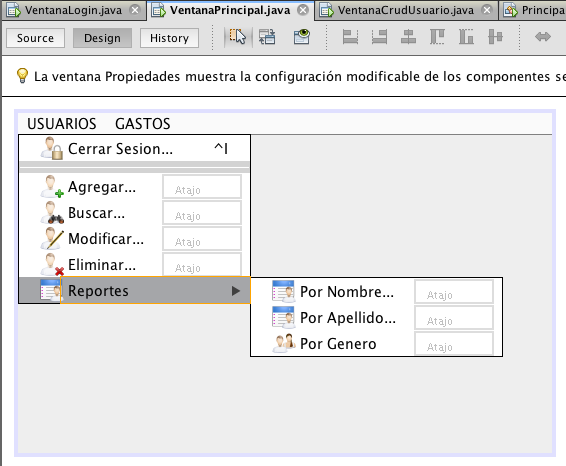 VentanaLogin.java VentanaPrincipal.java VentanaCrudUsuario.java Principa
Source Design History
La ventana Propiedades muestra la configuración modificable de los componentes se
USUARIOS GASTOS
Cerrar Sesion... ^I
Agregar... Atajo
Buscar... Atajo
Modificar... Atajo
Eliminar... Atajo
Reportes
Por Nombre... Atajo
Por Apellido... Atajo
Por Genero Atajo